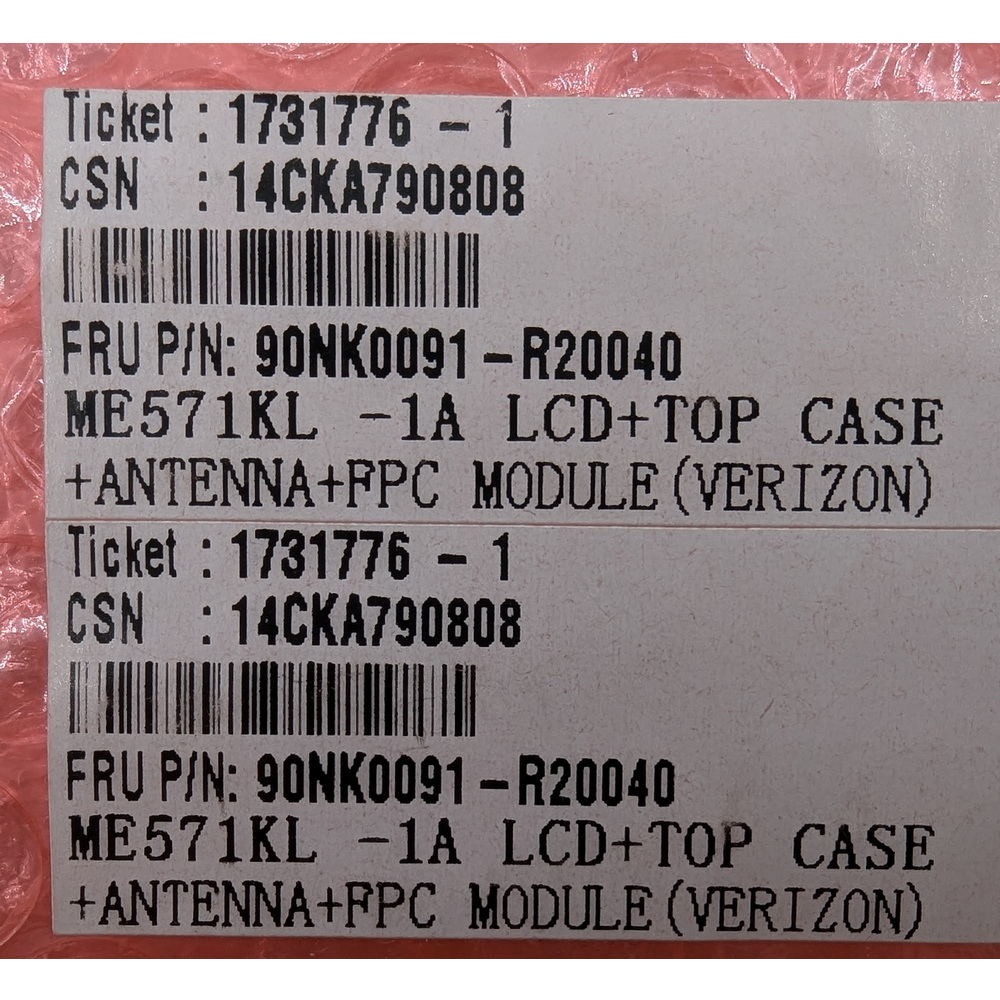 Ticket : 1731776 - 1
CSN : 14CKA790808
FRU P/N: 90NK0091-R20040
ME571KL -1A LCD+TOP CASE
+ANTENNA+FPC MODULE(VERIZON)
Ticket : 1731776 - 1
CSN : 14CKA790808
FRU P/N: 90NK0091-R20040
ME571KL -1A LCD+TOP CASE
+ANTENNA+FPC MODULE(VERIZON)